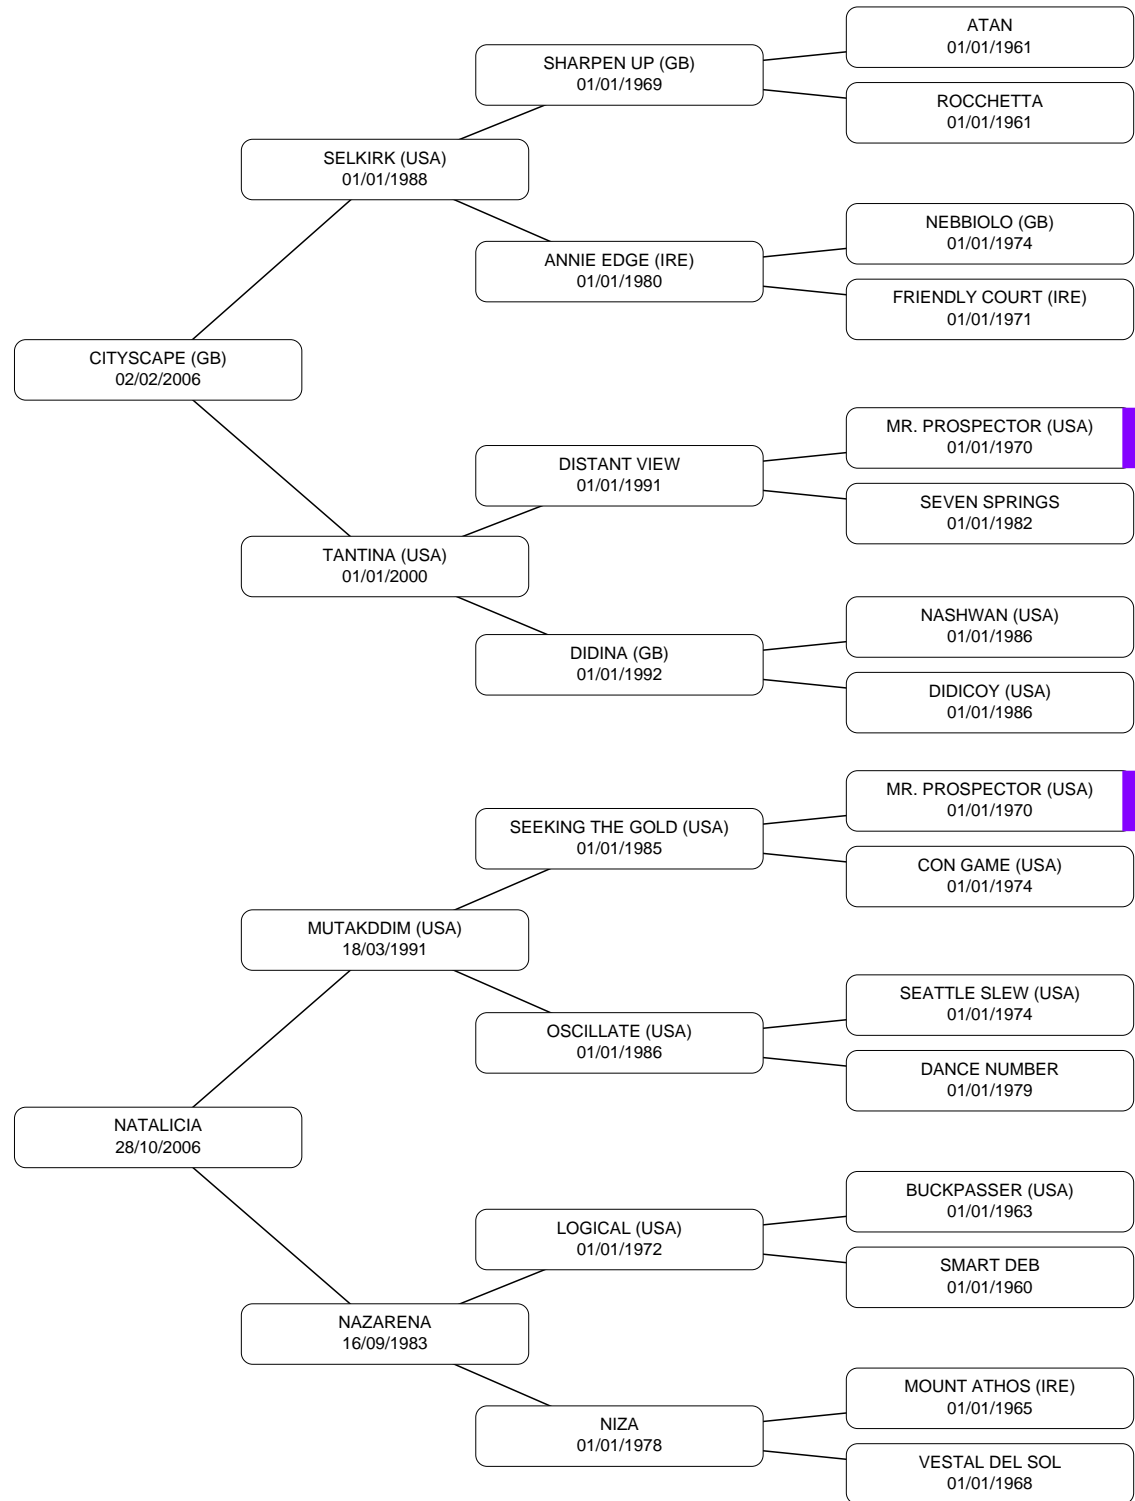 ATAN
01/01/1961
SHARPEN UP (GB)
01/01/1969
ROCCHETTA
01/01/1961
SELKIRK (USA)
01/01/1988
NEBBIOLO (GB)
01/01/1974
ANNIE EDGE (IRE)
01/01/1980
FRIENDLY COURT (IRE)
01/01/1971
CITYSCAPE (GB)
02/02/2006
MR. PROSPECTOR (USA)
01/01/1970
DISTANT VIEW
01/01/1991
SEVEN SPRINGS
01/01/1982
TANTINA (USA)
01/01/2000
NASHWAN (USA)
01/01/1986
DIDINA (GB)
01/01/1992
DIDICOY (USA)
01/01/1986
MR. PROSPECTOR (USA)
01/01/1970
SEEKING THE GOLD (USA)
01/01/1985
CON GAME (USA)
01/01/1974
MUTAKDDIM (USA)
18/03/1991
SEATTLE SLEW (USA)
01/01/1974
OSCILLATE (USA)
01/01/1986
DANCE NUMBER
01/01/1979
NATALICIA
28/10/2006
BUCKPASSER (USA)
01/01/1963
LOGICAL (USA)
01/01/1972
SMART DEB
01/01/1960
NAZARENA
16/09/1983
MOUNT ATHOS (IRE)
01/01/1965
NIZA
01/01/1978
VESTAL DEL SOL
01/01/1968